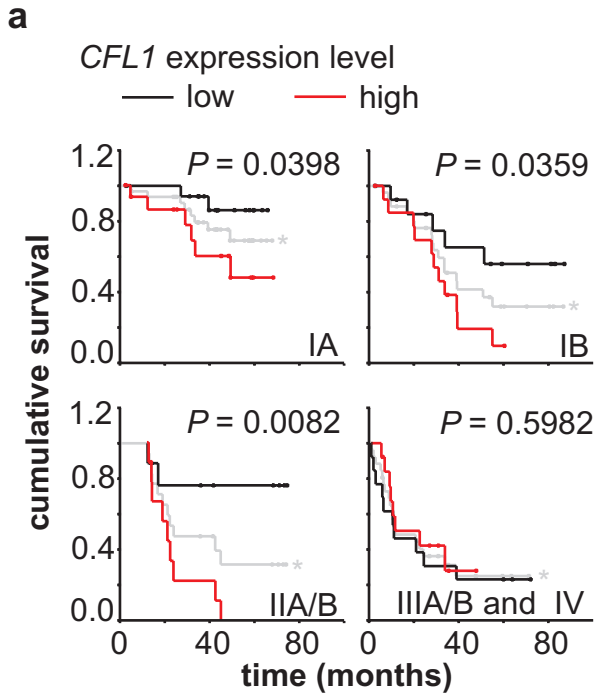 a
CFL1 expression level
low high
cumulative survival
1.2
0.8
0.4
0.0
P = 0.0398
*
IA
P = 0.0359
*
IB
1.2
0.8
0.4
0.0
P = 0.0082
*
IIA/B
0 40 80
P = 0.5982
*
IIIA/B and IV
0 40 80
time (months)